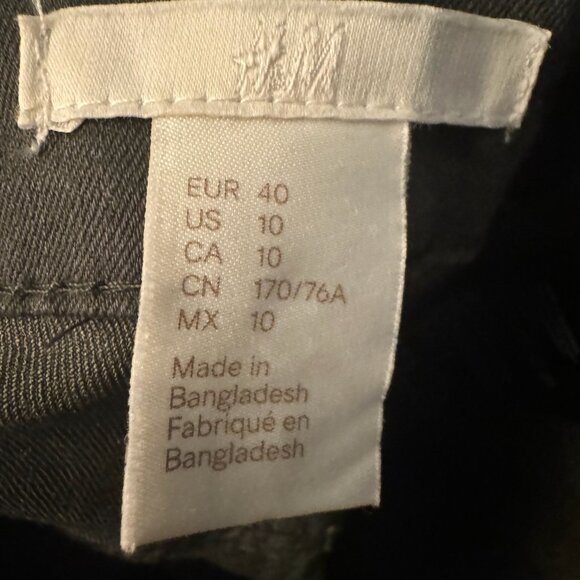 H&M
EUR 40
US 10
CA 10
CN 170/76A
MX 10
Made in
Bangladesh
Fabriqué en
Bangladesh